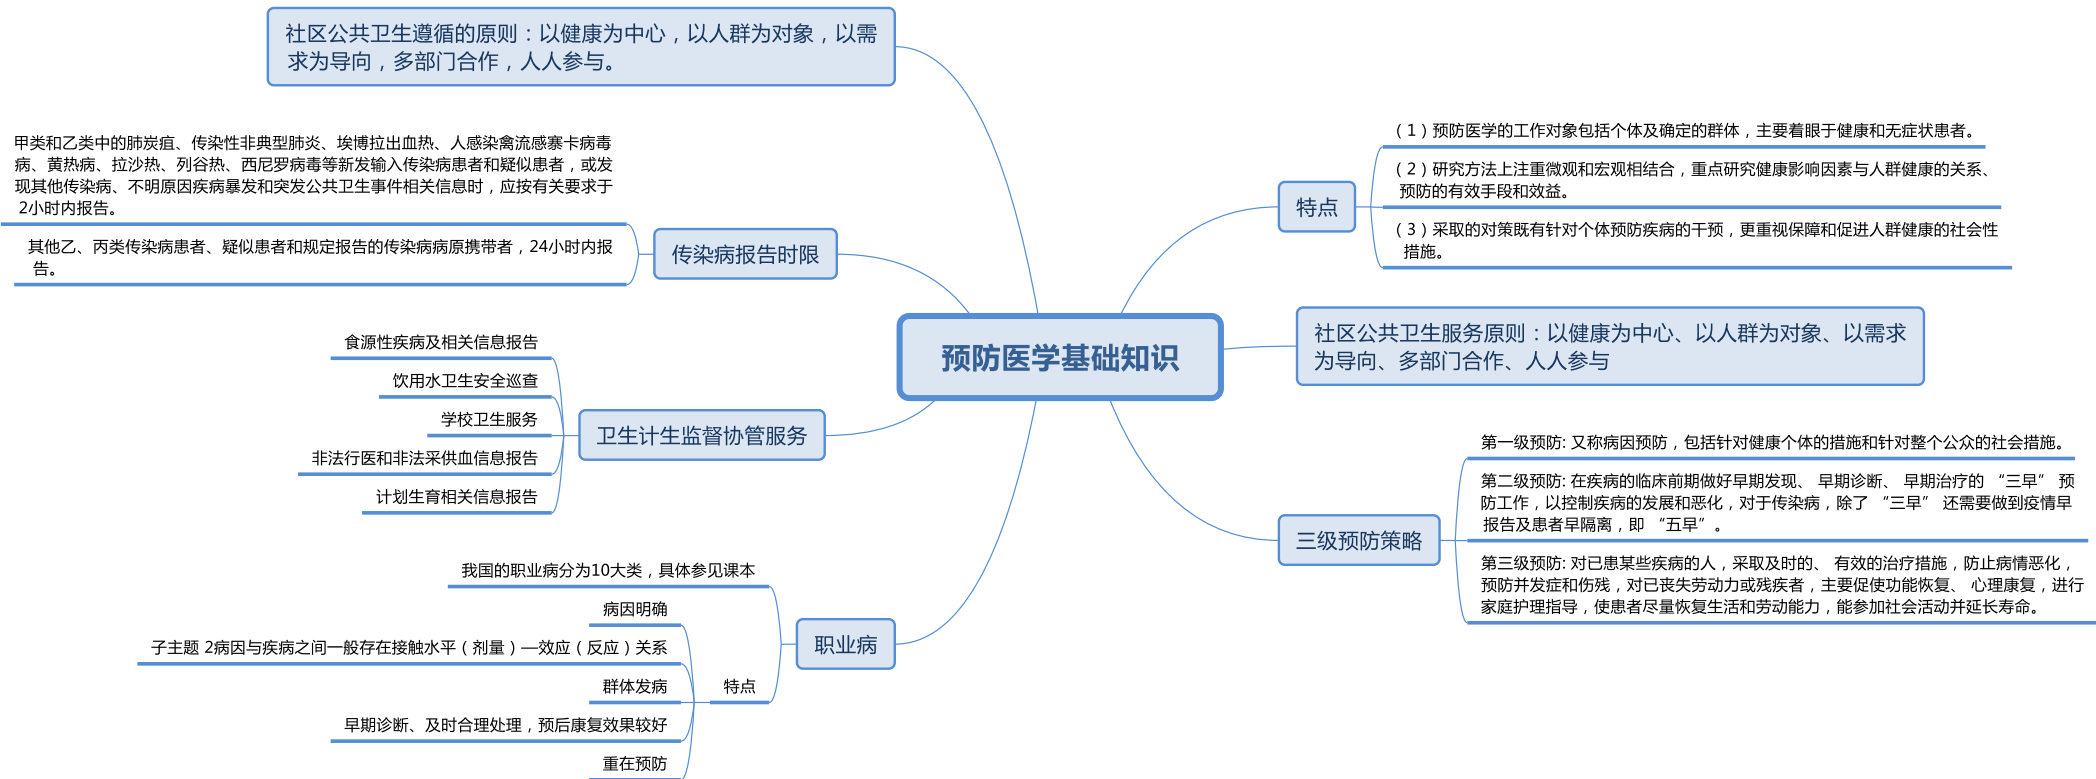 社区公共卫生遵循的原则：以健康为中心，以人群为对象，以需
求为导向，多部门合作，人人参与。
甲类和乙类中的肺炭疽、传染性非典型肺炎、埃博拉出血热、人感染禽流感寨卡病毒
病、黄热病、拉沙热、列谷热、西尼罗病毒等新发输入传染病患者和疑似患者，或发
现其他传染病、不明原因疾病暴发和突发公共卫生事件相关信息时，应按有关要求于
2小时内报告。
其他乙、丙类传染病患者、疑似患者和规定报告的传染病病原携带者，24小时内报
告。
传染病报告时限
食源性疾病及相关信息报告
饮用水卫生安全巡查
学校卫生服务
非法行医和非法采供血信息报告
计划生育相关信息报告
卫生计生监督协管服务
我国的职业病分为10大类，具体参见课本
病因明确
子主题 2病因与疾病之间一般存在接触水平（剂量）—效应（反应）关系
群体发病
早期诊断、及时合理处理，预后康复效果较好
重在预防
特点
职业病
预防医学基础知识
特点
（1）预防医学的工作对象包括个体及确定的群体，主要着眼于健康和无症状患者。
（2）研究方法上注重微观和宏观相结合，重点研究健康影响因素与人群健康的关系、
预防的有效手段和效益。
（3）采取的对策既有针对个体预防疾病的干预，更重视保障和促进人群健康的社会性
措施。
社区公共卫生服务原则：以健康为中心、以人群为对象、以需求
为导向、多部门合作、人人参与
三级预防策略
第一级预防: 又称病因预防，包括针对健康个体的措施和针对整个公众的社会措施。
第二级预防: 在疾病的临床前期做好早期发现、 早期诊断、 早期治疗的 “三早” 预
防工作，以控制疾病的发展和恶化，对于传染病，除了 “三早” 还需要做到疫情早
报告及患者早隔离，即 “五早”。
第三级预防: 对已患某些疾病的人，采取及时的、 有效的治疗措施，防止病情恶化，
预防并发症和伤残，对已丧失劳动力或残疾者，主要促使功能恢复、 心理康复，进行
家庭护理指导，使患者尽量恢复生活和劳动能力，能参加社会活动并延长寿命。